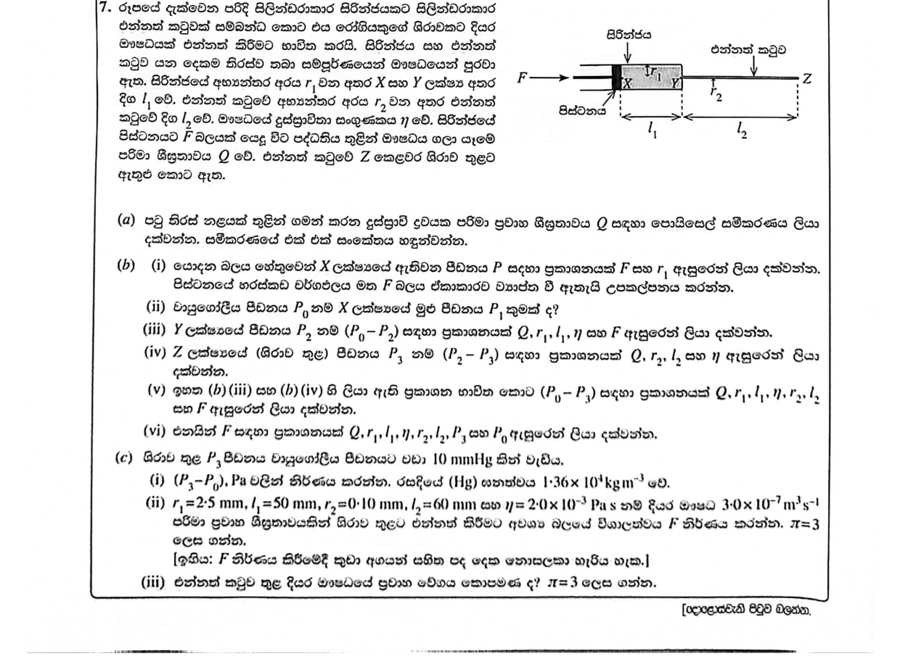 7. රූපයේ දැක්වෙන පරිදි සිලින්ඩරාකාර සිරින්ජයකට සිලින්ඩරාකාර
එන්නත් කටුවක් සම්බන්ධ කොට එය රෝගියකුගේ ශිරාවකට දියර
ඖෂධයක් එන්නත් කිරීමට භාවිත කරයි. සිරින්ජය සහ එන්නත්
කටුව යන දෙකම තිරස්ව තබා සම්පූර්ණයෙන් ඖෂධයෙන් පුරවා
ඇත. සිරින්ජයේ අභ්‍යන්තර අරය r₁ වන අතර X සහ Y ලක්ෂ්‍ය අතර
දිග l₁ වේ. එන්නත් කටුවේ අභ්‍යන්තර අරය r₂ වන අතර එන්නත්
කටුවේ දිග l₂ වේ. ඖෂධයේ දුස්ස්‍රාවිතා සංගුණකය η වේ. සිරින්ජයේ
පිස්ටනයට F බලයක් යෙදූ විට පද්ධතිය තුළින් ඖෂධය ගලා යෑමේ
පරිමා ශීඝ්‍රතාවය Q වේ. එන්නත් කටුවේ Z කෙළවර ශිරාව තුළට
ඇතුළු කොට ඇත.
සිරින්ජය
එන්නත් කටුව
F
r₁
X
Y
Z
r₂
පිස්ටනය
l₁
l₂
(a) පටු තිරස් නළයක් තුළින් ගමන් කරන දුස්ස්‍රාවී ද්‍රවයක පරිමා ප්‍රවාහ ශීඝ්‍රතාවය Q සඳහා පොයිසෙල් සමීකරණය ලියා
දක්වන්න. සමීකරණයේ එක් එක් සංකේතය හඳුන්වන්න.
(b) (i) යොදන බලය හේතුවෙන් X ලක්ෂ්‍යයේ ඇතිවන පීඩනය P සඳහා ප්‍රකාශනයක් F සහ r₁ ඇසුරෙන් ලියා දක්වන්න.
පිස්ටනයේ හරස්කඩ වර්ගඵලය මත F බලය ඒකාකාරව ව්‍යාප්ත වී ඇතැයි උපකල්පනය කරන්න.
(ii) වායුගෝලීය පීඩනය P₀ නම් X ලක්ෂ්‍යයේ මුළු පීඩනය P₁ කුමක් ද?
(iii) Y ලක්ෂ්‍යයේ පීඩනය P₂ නම් (P₀ – P₂) සඳහා ප්‍රකාශනයක් Q, r₁, l₁, η සහ F ඇසුරෙන් ලියා දක්වන්න.
(iv) Z ලක්ෂ්‍යයේ (ශිරාව තුළ) පීඩනය P₃ නම් (P₂ – P₃) සඳහා ප්‍රකාශනයක් Q, r₂, l₂ සහ η ඇසුරෙන් ලියා
දක්වන්න.
(v) ඉහත (b)(iii) සහ (b)(iv) හි ලියා ඇති ප්‍රකාශන භාවිත කොට (P₀ – P₃) සඳහා ප්‍රකාශනයක් Q, r₁, l₁, η, r₂, l₂
සහ F ඇසුරෙන් ලියා දක්වන්න.
(vi) එනයින් F සඳහා ප්‍රකාශනයක් Q, r₁, l₁, η, r₂, l₂, P₃ සහ P₀ ඇසුරෙන් ලියා දක්වන්න.
(c) ශිරාව තුළ P₃ පීඩනය වායුගෝලීය පීඩනයට වඩා 10 mmHg කින් වැඩිය.
(i) (P₃ – P₀), Pa වලින් නිර්ණය කරන්න. රසදියේ (Hg) ඝනත්වය 1·36× 10⁴ kg m⁻³ වේ.
(ii) r₁=2·5 mm, l₁=50 mm, r₂=0·10 mm, l₂=60 mm සහ η=2·0× 10⁻³ Pa s නම් දියර ඖෂධ 3·0× 10⁻⁷ m³ s⁻¹
පරිමා ප්‍රවාහ ශීඝ්‍රතාවයකින් ශිරාව තුළට එන්නත් කිරීමට අවශ්‍ය බලයේ විශාලත්වය F නිර්ණය කරන්න. π=3
ලෙස ගන්න.
[ඉඟිය: F නිර්ණය කිරීමේදී කුඩා අගයන් සහිත පද දෙක නොසලකා හැරිය හැක.]
(iii) එන්නත් කටුව තුළ දියර ඖෂධයේ ප්‍රවාහ වේගය කොපමණ ද? π=3 ලෙස ගන්න.
[දොළොස්වැනි පිටුව බලන්න.